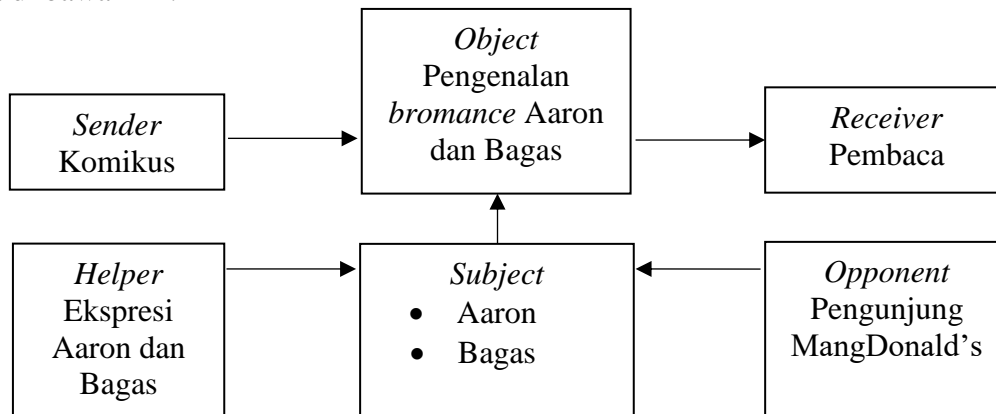 Object
Pengenalan
bromance Aaron
dan Bagas
Sender
Komikus
Receiver
Pembaca
Helper
Ekspresi
Aaron dan
Bagas
Subject
• Aaron
• Bagas
Opponent
Pengunjung
MangDonald's